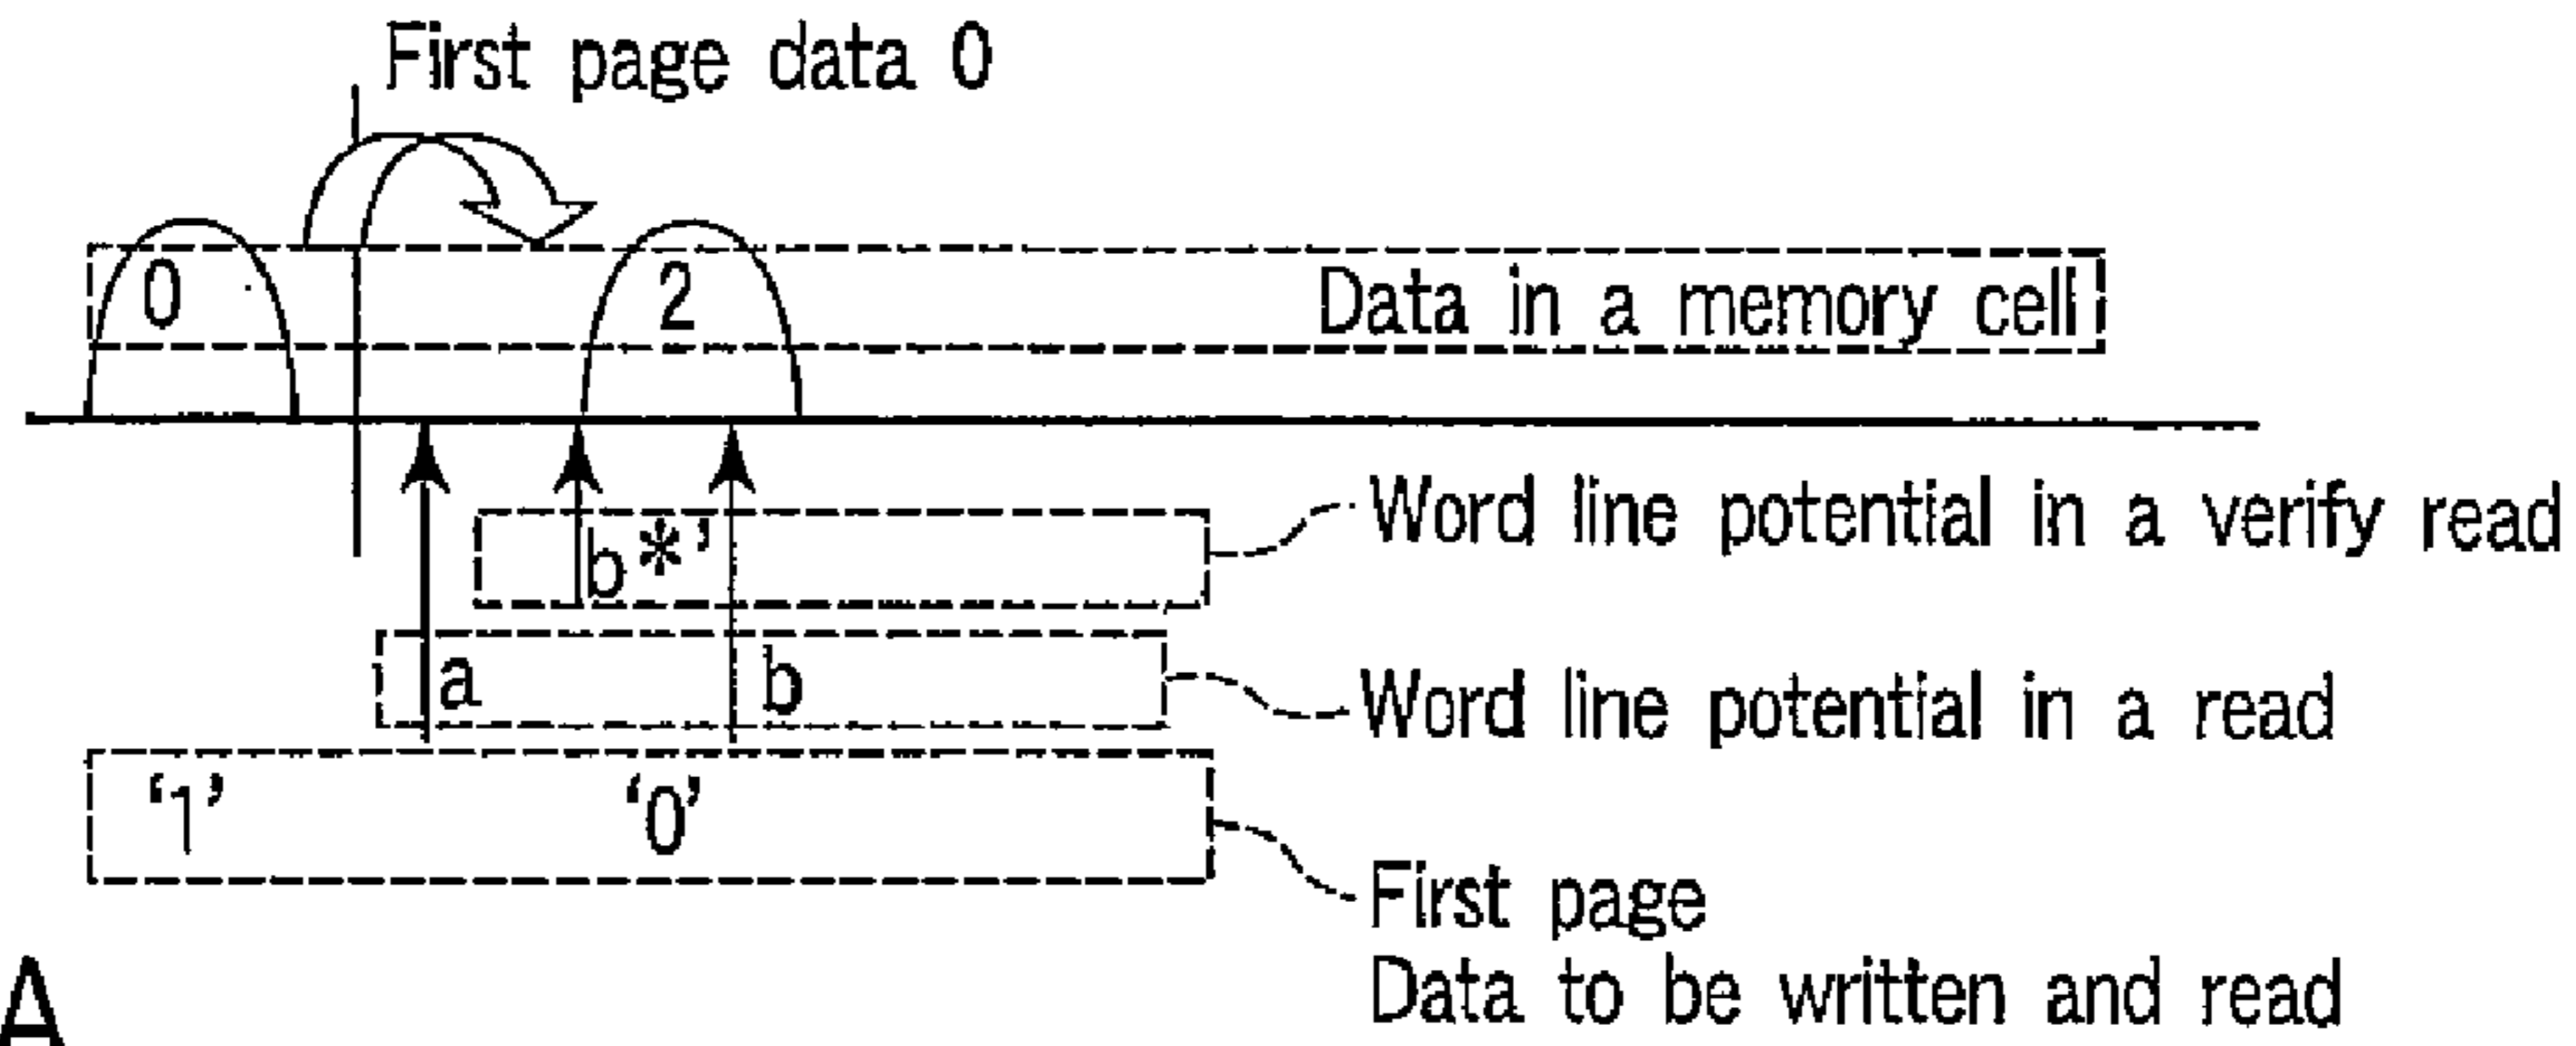 First page data 0
0 2 Data in a memory cell
b*’ Word line potential in a verify read
a b Word line potential in a read
‘1’ ‘0’
First page
Data to be written and read
A